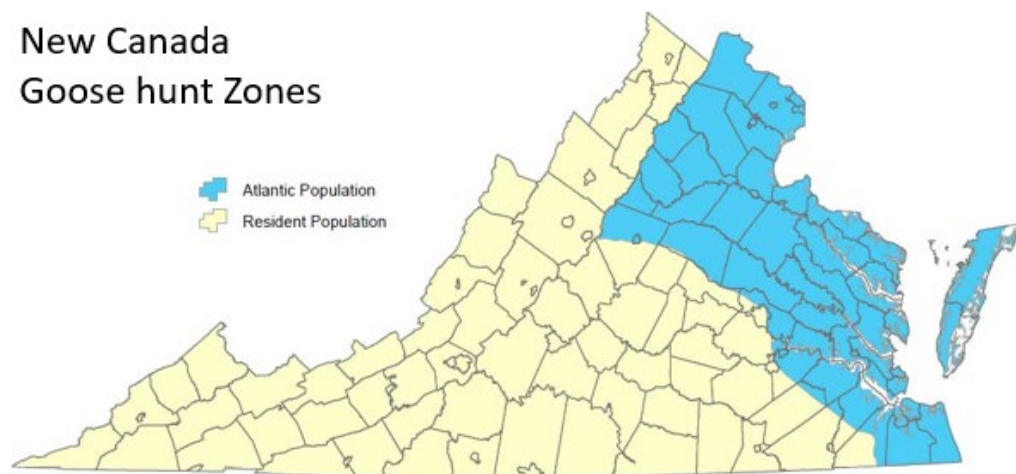 New Canada
Goose hunt Zones
Atlantic Population
Resident Population